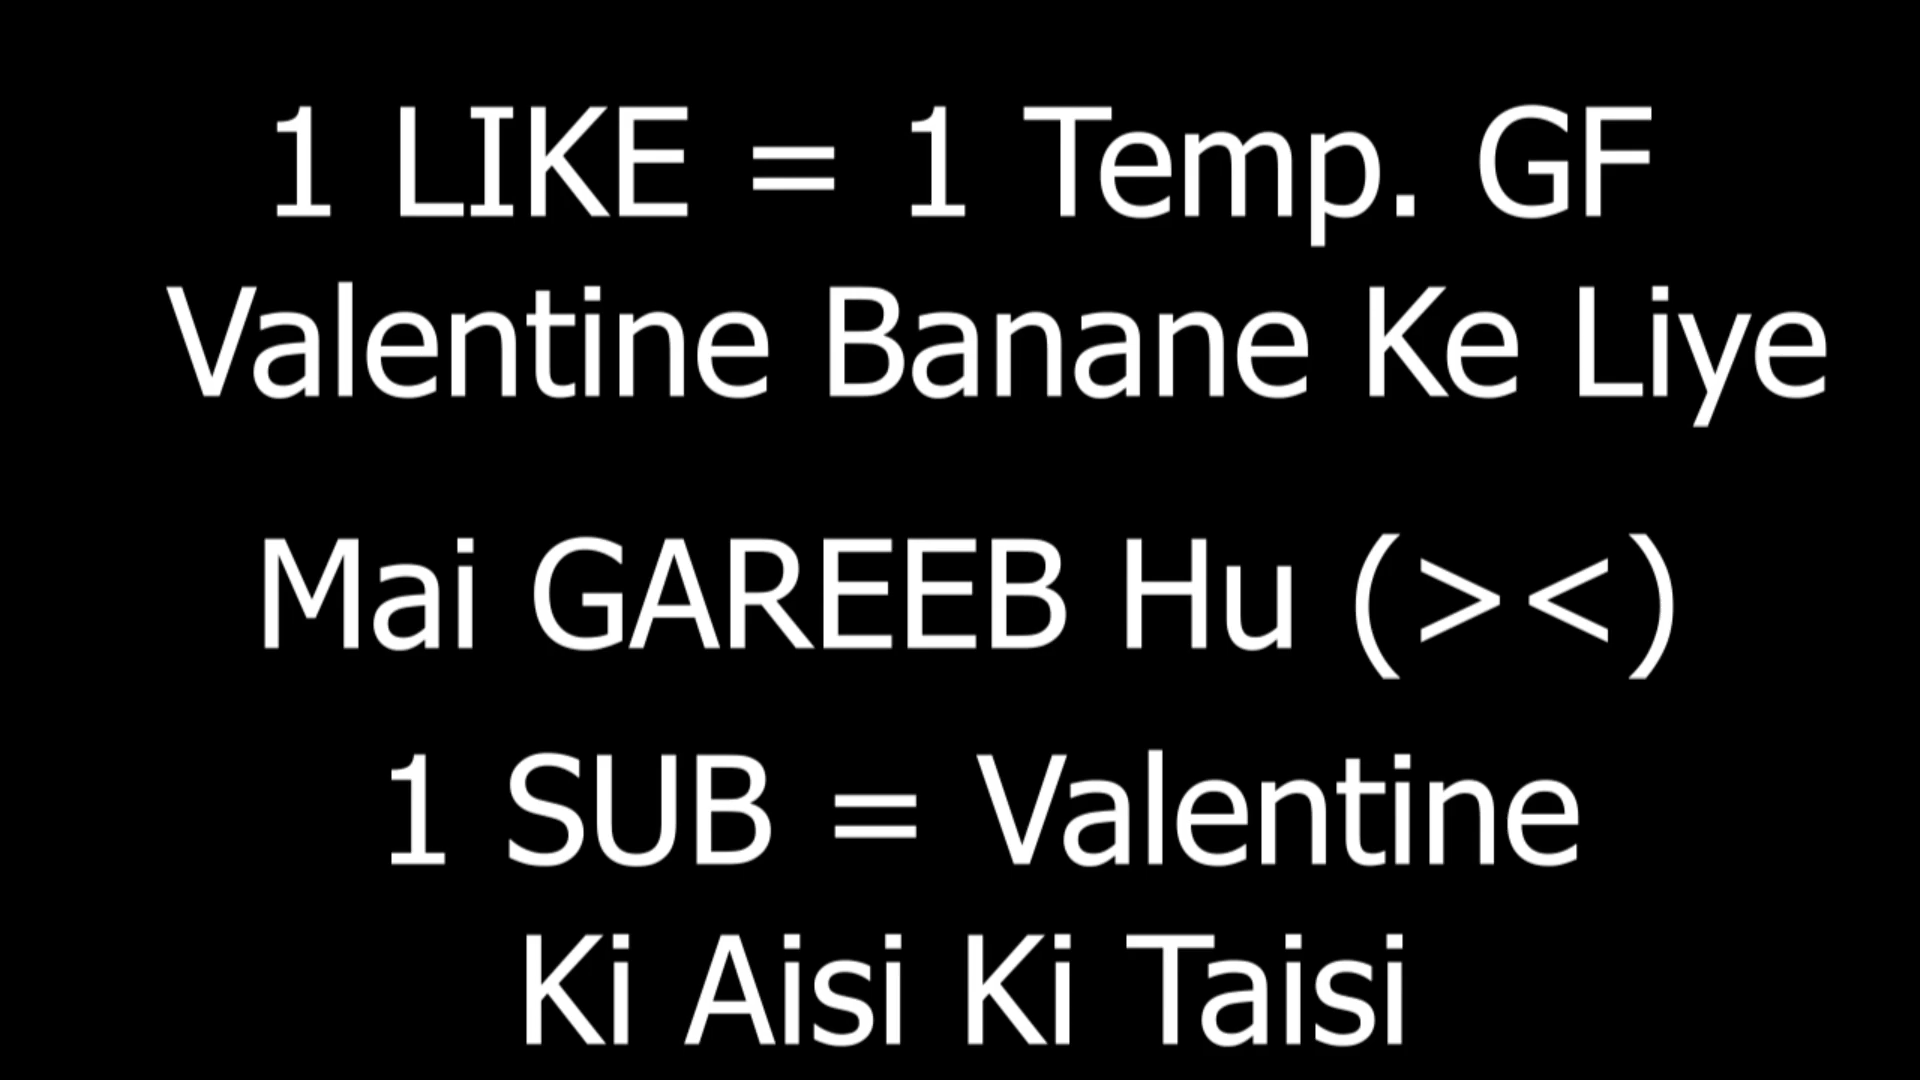 1 LIKE = 1 Temp. GF
Valentine Banane Ke Liye
Mai GAREEB Hu (><)
1 SUB = Valentine
Ki Aisi Ki Taisi